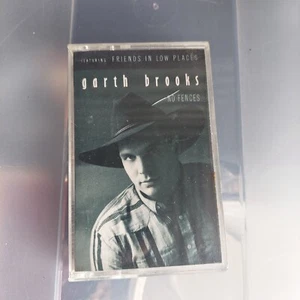 FEATURING FRIENDS IN LOW PLACES
garth brooks
NO FENCES